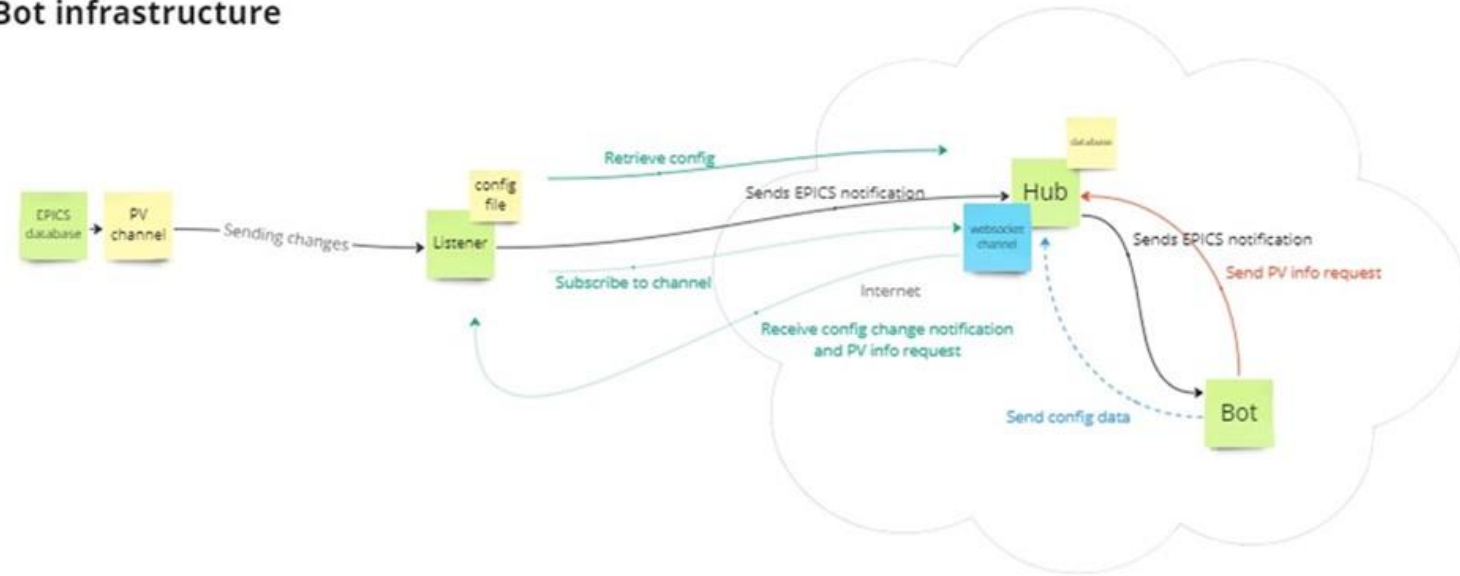 Bot infrastructure
EPICS
database
PV
channel
Sending changes
config
file
Listener
Retrieve config
Sends EPICS notification
Subscribe to channel
Receive config change notification
and PV info request
Internet
database
Hub
websocket
channel
Sends EPICS notification
Send PV info request
Send config data
Bot